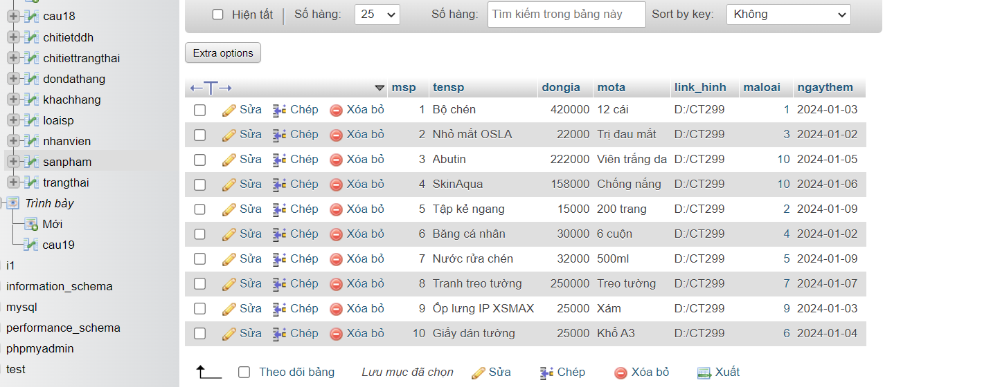 Hiện tất Số hàng: 25 Số hàng: Tìm kiếm trong bảng này Sort by key: Không
Extra options
cau18
chitietddh
chitiettrangthai
dondathang
khachhang
loaisp
nhanvien
sanpham
trangthai
Trình bày
Mới
cau19
i1
information_schema
mysql
performance_schema
phpmyadmin
test
msp tensp dongia mota link_hinh maloai ngaythem
Sửa Chép Xóa bỏ 1 Bộ chén 420000 12 cái D:/CT299 1 2024-01-03
Sửa Chép Xóa bỏ 2 Nhỏ mắt OSLA 22000 Trị đau mắt D:/CT299 3 2024-01-02
Sửa Chép Xóa bỏ 3 Abutin 222000 Viên trắng da D:/CT299 10 2024-01-05
Sửa Chép Xóa bỏ 4 SkinAqua 158000 Chống nắng D:/CT299 10 2024-01-06
Sửa Chép Xóa bỏ 5 Tập kẻ ngang 15000 200 trang D:/CT299 2 2024-01-09
Sửa Chép Xóa bỏ 6 Băng cá nhân 30000 6 cuộn D:/CT299 4 2024-01-02
Sửa Chép Xóa bỏ 7 Nước rửa chén 32000 500ml D:/CT299 5 2024-01-09
Sửa Chép Xóa bỏ 8 Tranh treo tường 250000 Treo tường D:/CT299 7 2024-01-07
Sửa Chép Xóa bỏ 9 Ốp lưng IP XSMAX 25000 Xám D:/CT299 9 2024-01-03
Sửa Chép Xóa bỏ 10 Giấy dán tường 25000 Khổ A3 D:/CT299 6 2024-01-04
Theo dõi bảng Lưu mục đã chọn Sửa Chép Xóa bỏ Xuất